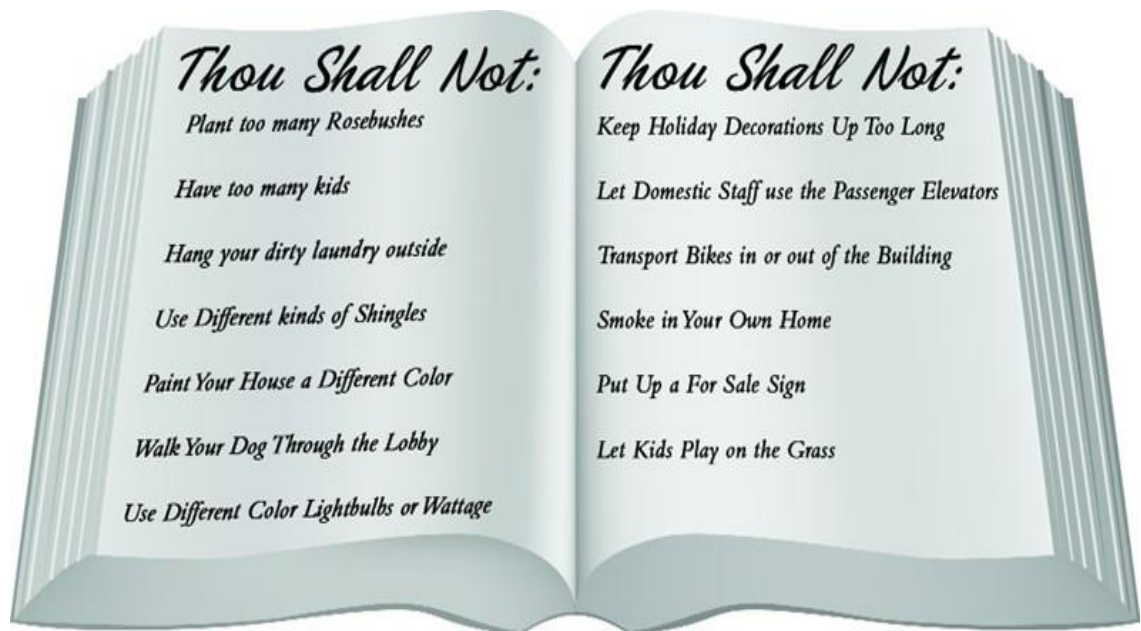 Thou Shall Not:
Plant too many Rosebushes
Have too many kids
Hang your dirty laundry outside
Use Different kinds of Shingles
Paint Your House a Different Color
Walk Your Dog Through the Lobby
Use Different Color Lightbulbs or Wattage
Thou Shall Not:
Keep Holiday Decorations Up Too Long
Let Domestic Staff use the Passenger Elevators
Transport Bikes in or out of the Building
Smoke in Your Own Home
Put Up a For Sale Sign
Let Kids Play on the Grass